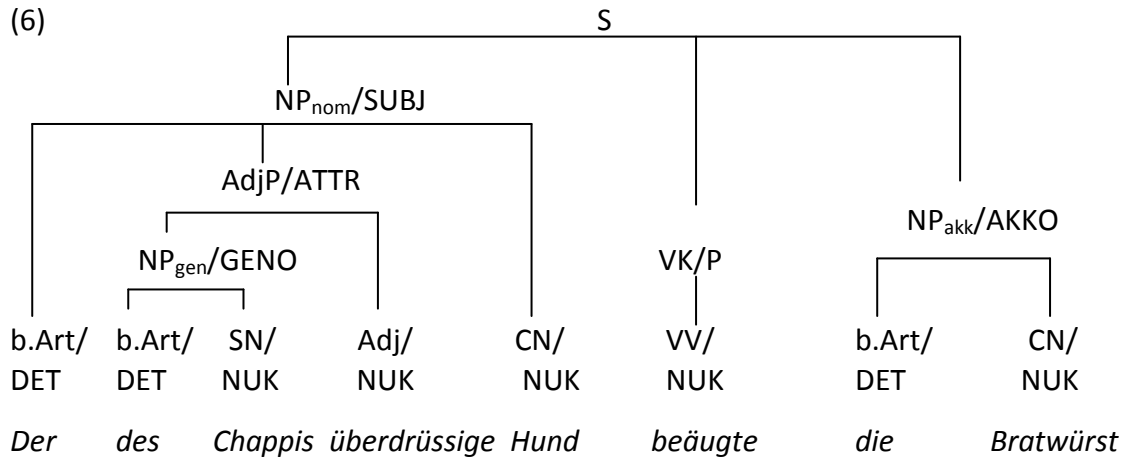 (6) S
NPnom/SUBJ
AdjP/ATTR
NPakk/AKKO
NPgen/GENO VK/P
b.Art/ b.Art/ SN/ Adj/ CN/ VV/ b.Art/ CN/
DET DET NUK NUK NUK NUK DET NUK
Der des Chappis überdrüssige Hund beäugte die Bratwürst